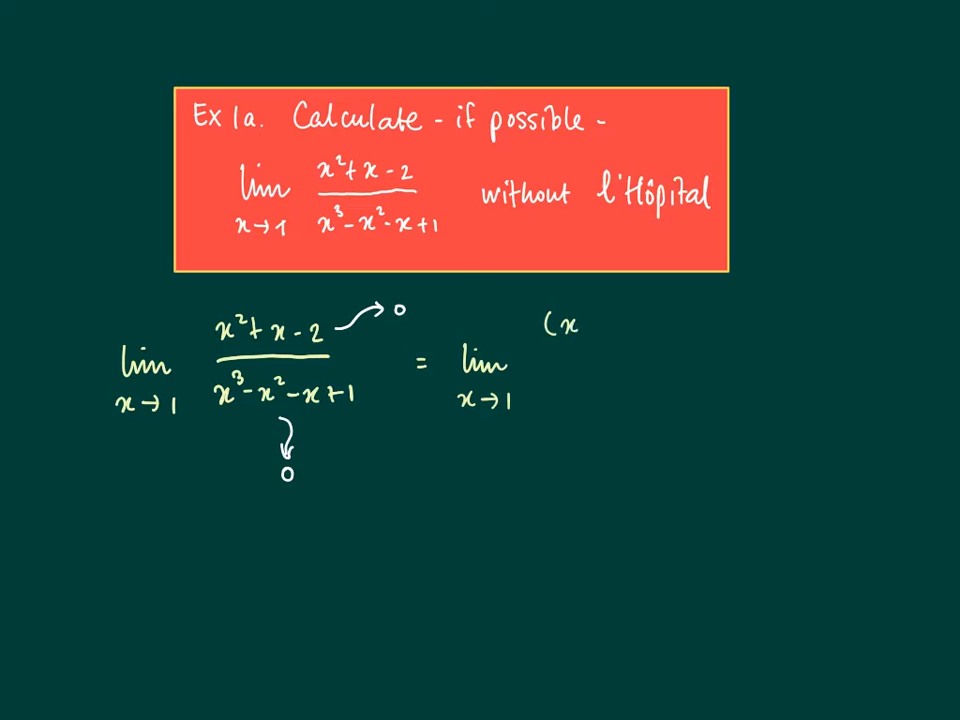 Ex 1a. Calculate - if possible -
lim x→1 (x² + x - 2)/(x³ - x² - x + 1) without l'Hôpital
lim x→1 (x² + x - 2)/(x³ - x² - x + 1) = lim x→1 (x
→ 0
→ 0